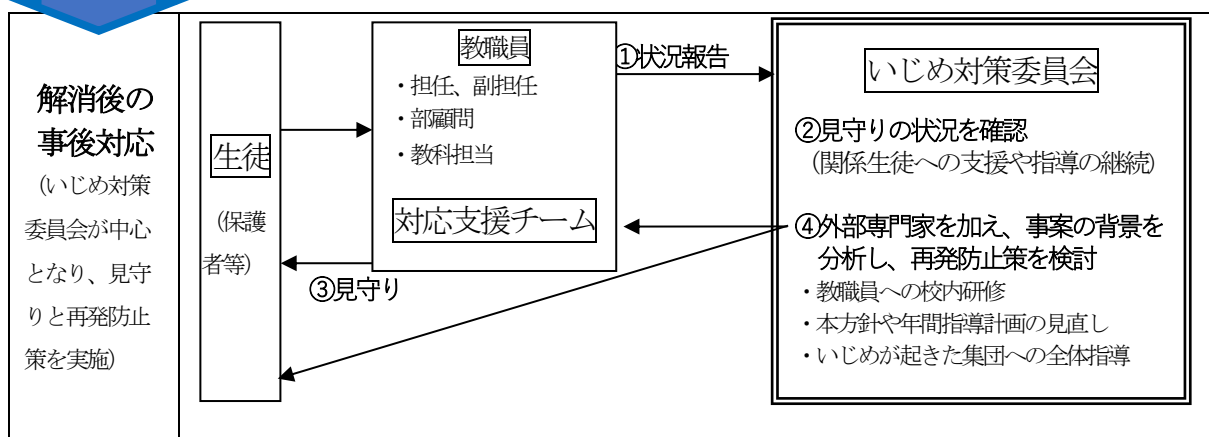 解消後の
事後対応
(いじめ対策
委員会が中心
となり、見守
りと再発防止
策を実施)
生徒
(保護
者等)
教職員
・担任、副担任
・部顧問
・教科担当
対応支援チーム
①状況報告
③見守り
いじめ対策委員会
②見守りの状況を確認
(関係生徒への支援や指導の継続)
④外部専門家を加え、事案の背景を
分析し、再発防止策を検討
・教職員への校内研修
・本方針や年間指導計画の見直し
・いじめが起きた集団への全体指導